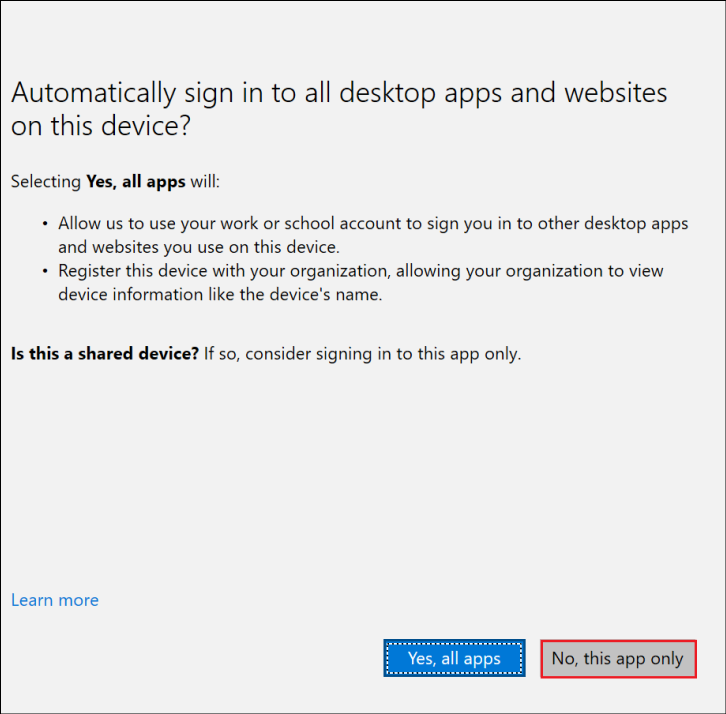 Automatically sign in to all desktop apps and websites
on this device?
Selecting Yes, all apps will:
• Allow us to use your work or school account to sign you in to other desktop apps
and websites you use on this device.
• Register this device with your organization, allowing your organization to view
device information like the device's name.
Is this a shared device? If so, consider signing in to this app only.
Learn more
Yes, all apps
No, this app only